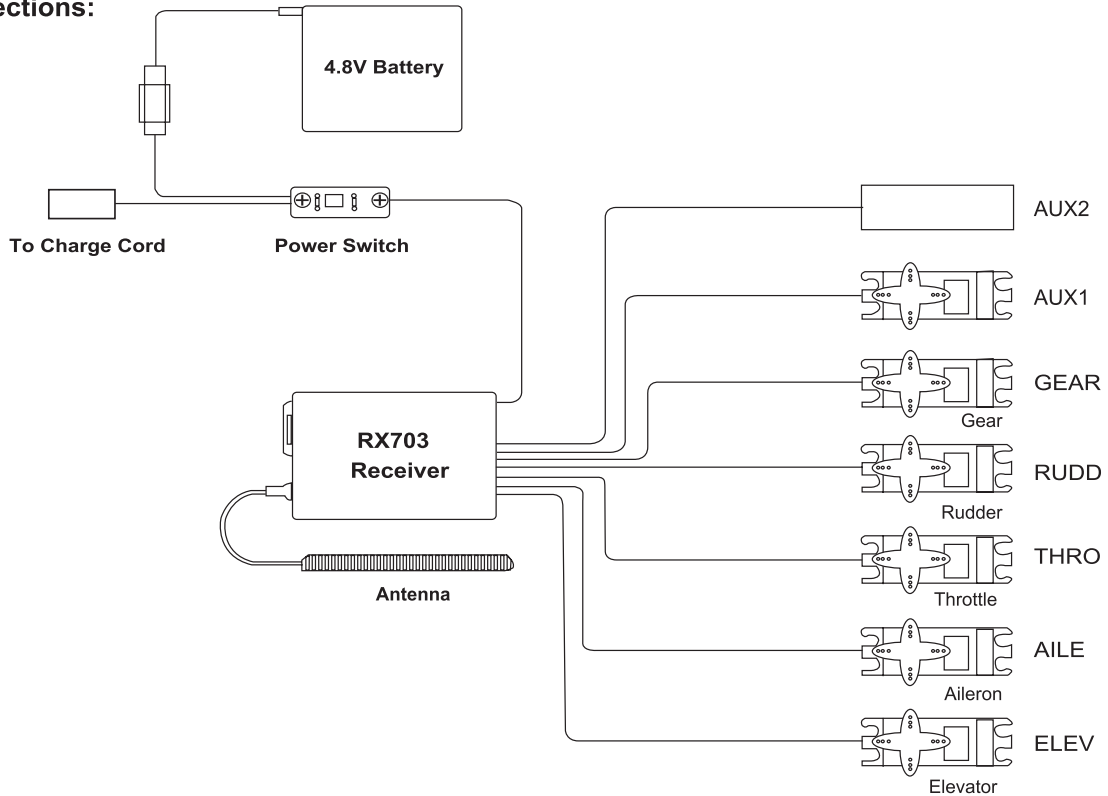 ections:
4.8V Battery
To Charge Cord
Power Switch
AUX2
AUX1
GEAR
Gear
RX703
Receiver
RUDD
Rudder
THRO
Throttle
Antenna
AILE
Aileron
ELEV
Elevator